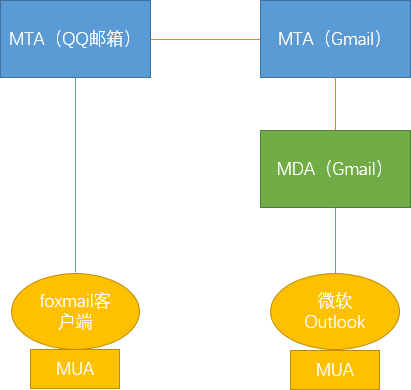 MTA（QQ邮箱）
MTA（Gmail）
MDA（Gmail）
foxmail客
户端
MUA
微软
Outlook
MUA